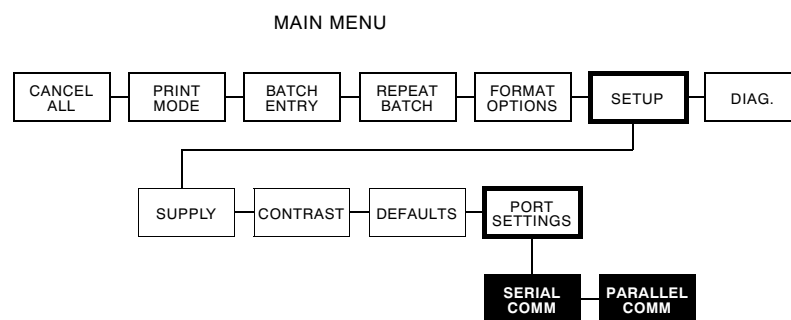 MAIN MENU
CANCEL ALL
PRINT MODE
BATCH ENTRY
REPEAT BATCH
FORMAT OPTIONS
SETUP
DIAG.
SUPPLY
CONTRAST
DEFAULTS
PORT SETTINGS
SERIAL COMM
PARALLEL COMM